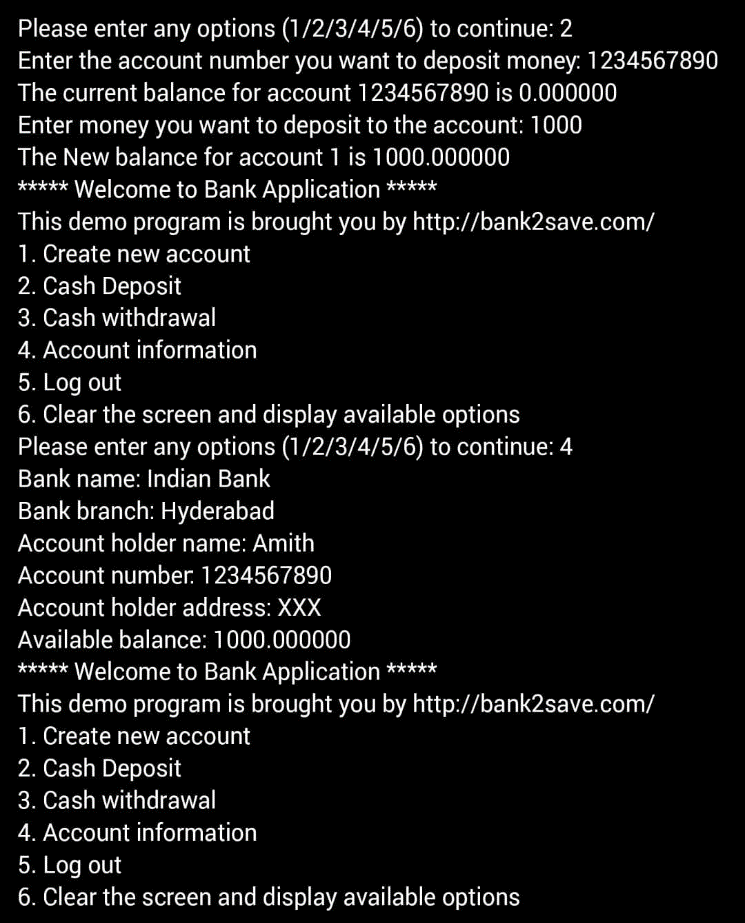 Please enter any options (1/2/3/4/5/6) to continue: 2
Enter the account number you want to deposit money: 1234567890
The current balance for account 1234567890 is 0.000000
Enter money you want to deposit to the account: 1000
The New balance for account 1 is 1000.000000
***** Welcome to Bank Application *****
This demo program is brought you by http://bank2save.com/
1. Create new account
2. Cash Deposit
3. Cash withdrawal
4. Account information
5. Log out
6. Clear the screen and display available options
Please enter any options (1/2/3/4/5/6) to continue: 4
Bank name: Indian Bank
Bank branch: Hyderabad
Account holder name: Amith
Account number: 1234567890
Account holder address: XXX
Available balance: 1000.000000
***** Welcome to Bank Application *****
This demo program is brought you by http://bank2save.com/
1. Create new account
2. Cash Deposit
3. Cash withdrawal
4. Account information
5. Log out
6. Clear the screen and display available options